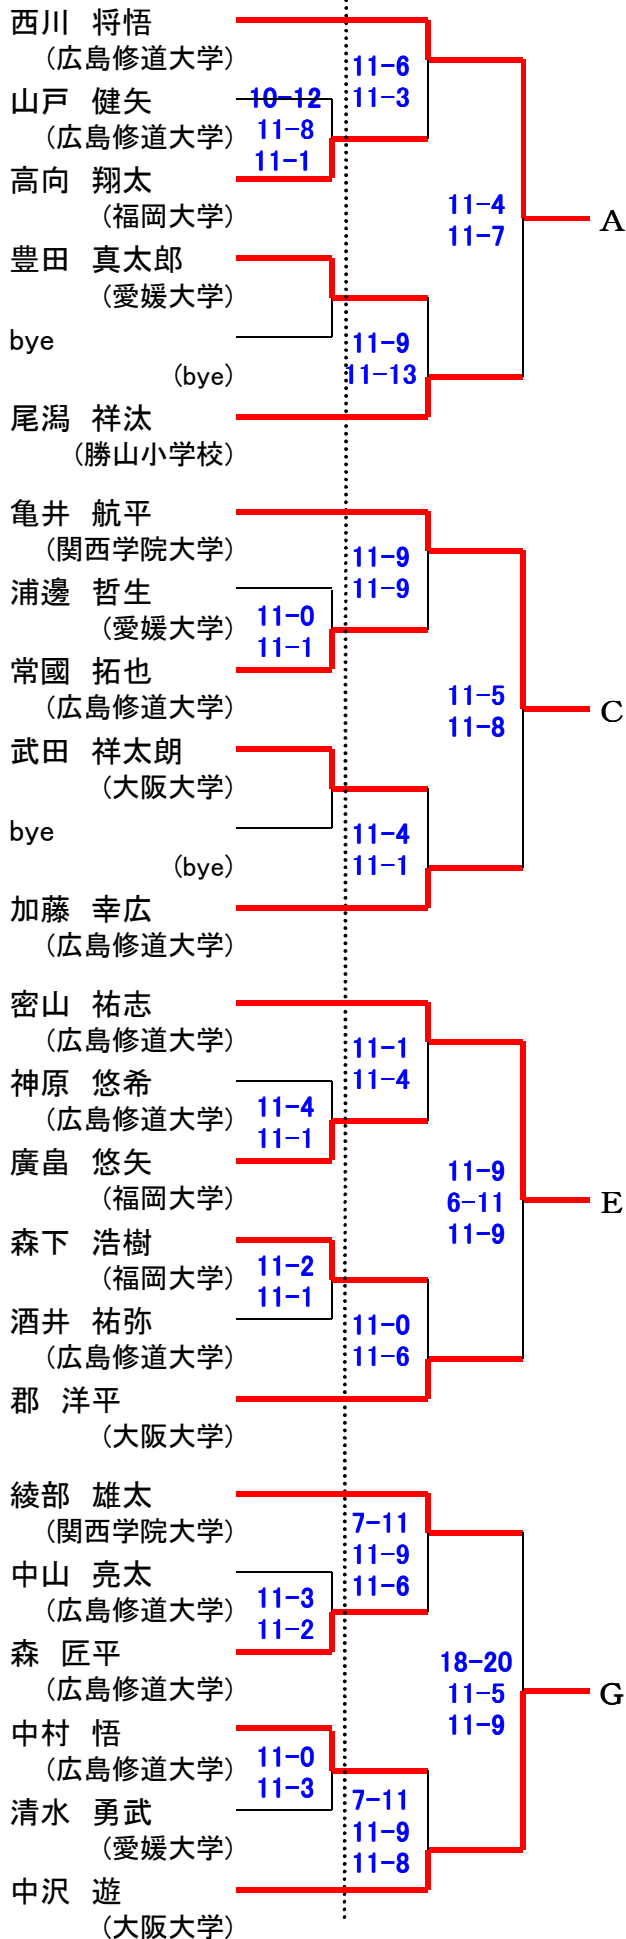 西川 将悟
(広島修道大学)
11-6
山戸 健矢
10-12
11-3
(広島修道大学)
11-8
11-1
高向 翔太
(福岡大学)
11-4
A
11-7
豊田 真太郎
(愛媛大学)
bye
11-9
(bye)
11-13
尾潟 祥汰
(勝山小学校)
亀井 航平
(関西学院大学)
11-9
浦邊 哲生
11-9
(愛媛大学)
11-0
11-1
常國 拓也
(広島修道大学)
11-5
C
11-8
武田 祥太朗
(大阪大学)
bye
11-4
(bye)
11-1
加藤 幸広
(広島修道大学)
密山 祐志
(広島修道大学)
11-1
神原 悠希
11-4
(広島修道大学)
11-4
11-1
廣畠 悠矢
(福岡大学)
11-9
6-11
E
11-9
森下 浩樹
(福岡大学)
11-2
11-1
酒井 祐弥
11-0
(広島修道大学)
11-6
郡 洋平
(大阪大学)
綾部 雄太
(関西学院大学)
7-11
11-9
中山 亮太
11-6
(広島修道大学)
11-3
11-2
森 匠平
(広島修道大学)
18-20
11-5
G
11-9
中村 悟
(広島修道大学)
11-0
11-3
清水 勇武
7-11
(愛媛大学)
11-9
11-8
中沢 遊
(大阪大学)